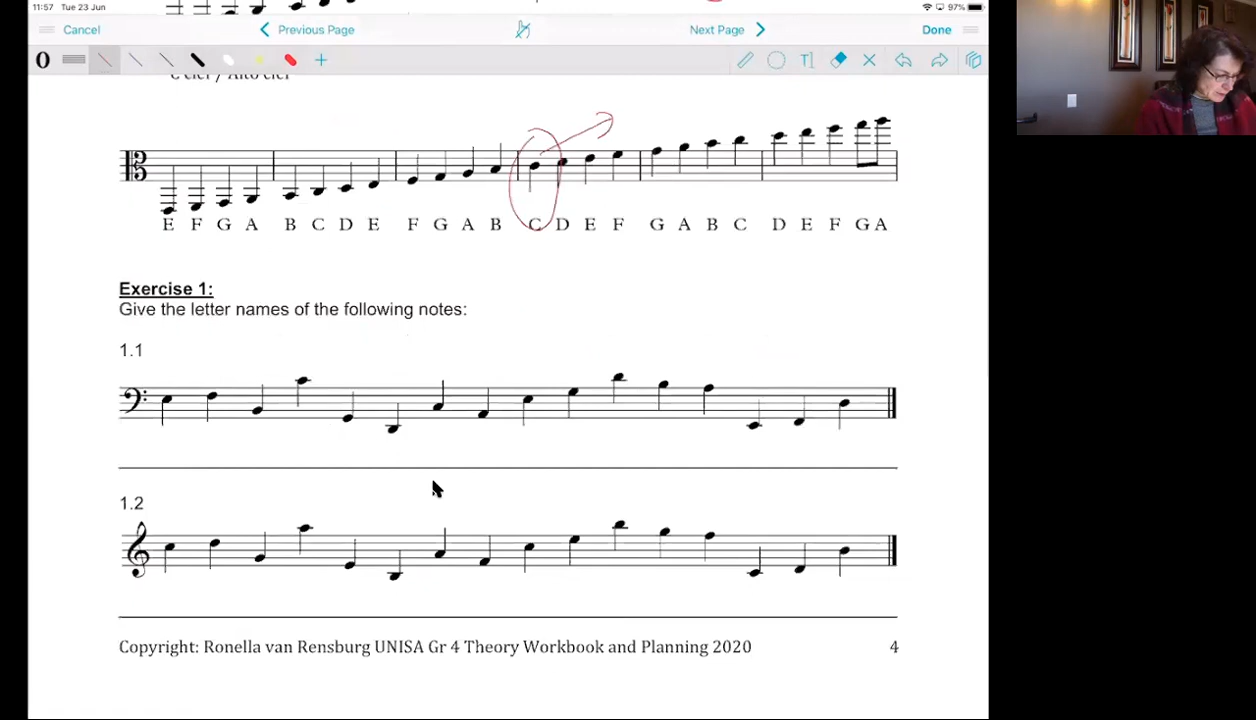 11:57 Tue 23 Jun
97%
Cancel
Previous Page
Next Page
Done
0
T
C clef / Alto clef
E F G A B C D E F G A B C D E F G A B C D E F G A
Exercise 1:
Give the letter names of the following notes:
1.1
1.2
Copyright: Ronella van Rensburg UNISA Gr 4 Theory Workbook and Planning 2020
4